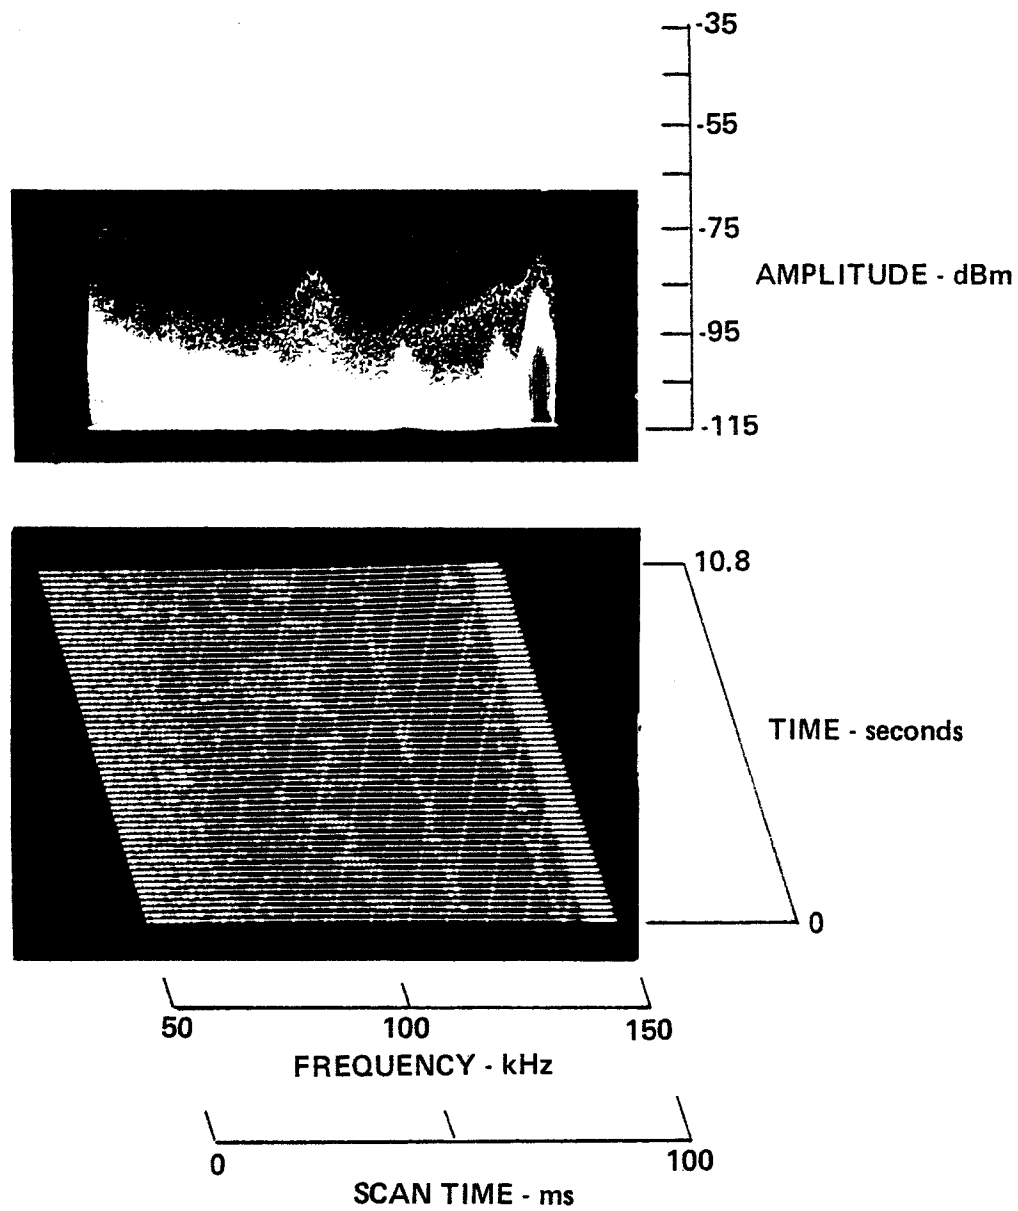 -35
-55
-75
AMPLITUDE - dBm
-95
-115
10.8
TIME - seconds
0
50 100 150
FREQUENCY - kHz
0 100
SCAN TIME - ms